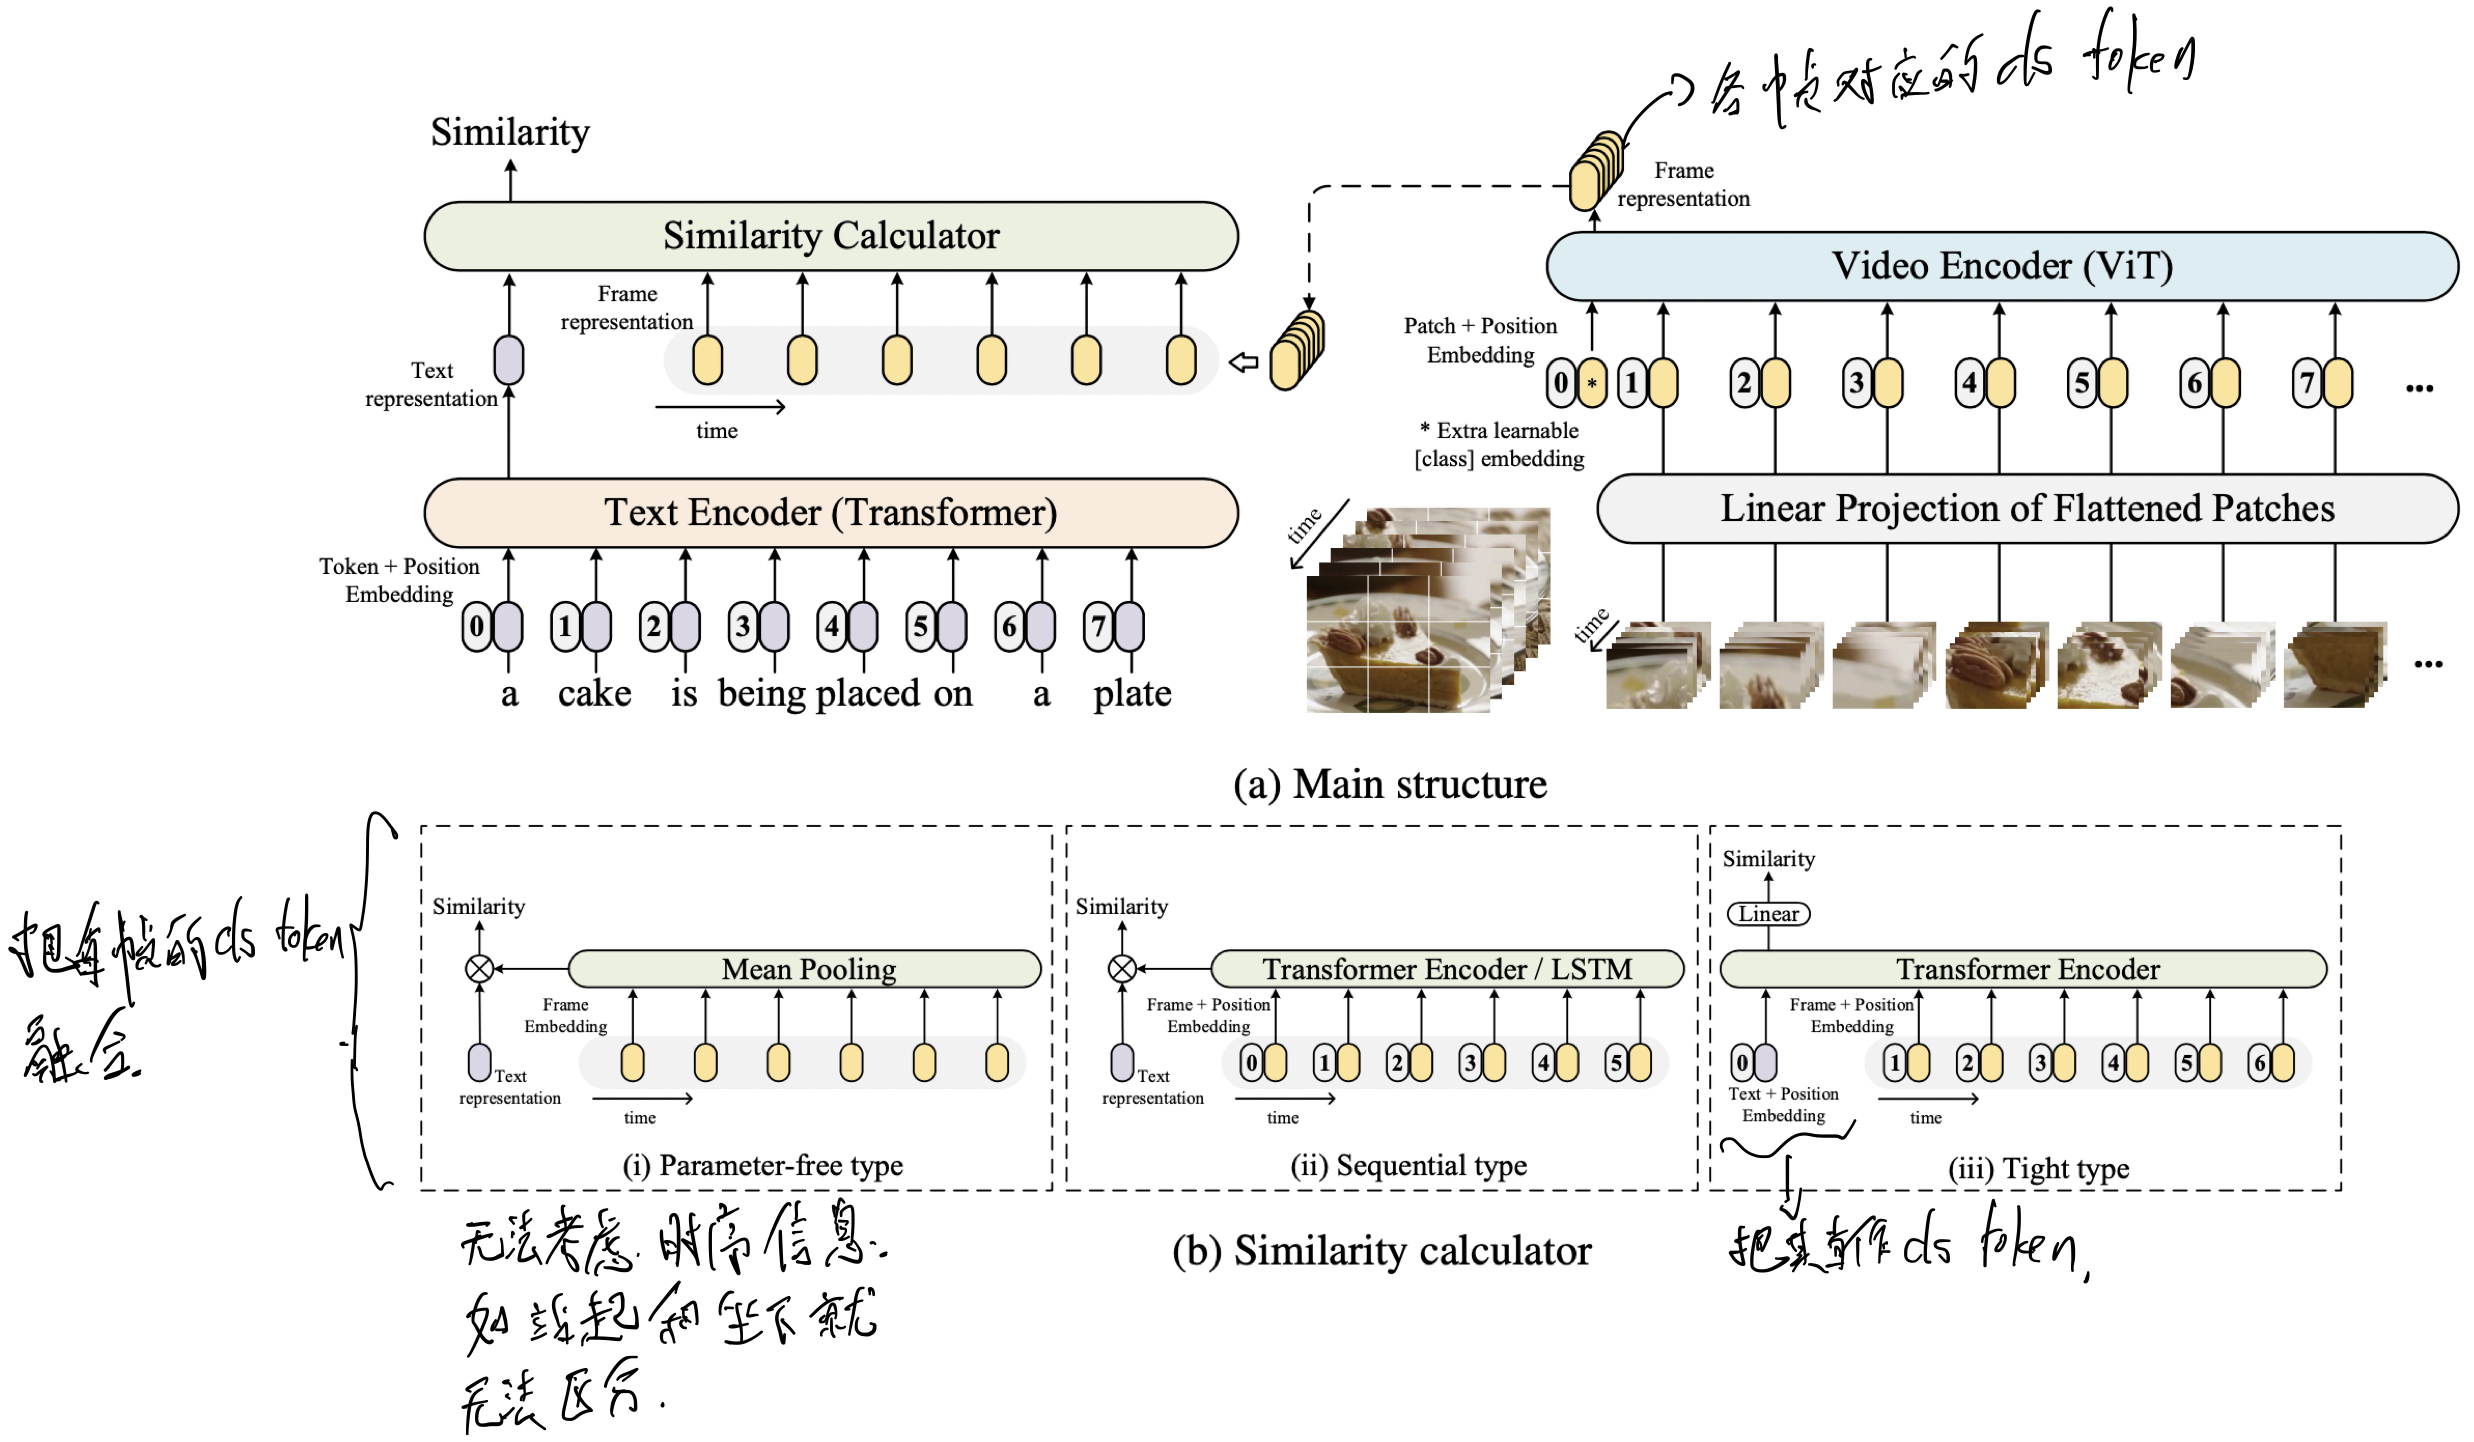 各帧对应的 cls token
Similarity
Frame
representation
Similarity Calculator
Video Encoder (ViT)
Frame
representation
Patch + Position
Embedding
Text
representation
0 * 1 2 3 4 5 6 7 ...
time
* Extra learnable
[class] embedding
Text Encoder (Transformer)
Linear Projection of Flattened Patches
time
Token + Position
Embedding
time
0 1 2 3 4 5 6 7
a cake is being placed on a plate
...
(a) Main structure
把每帧的 cls token
融合.
Similarity
Mean Pooling
Frame
Embedding
Text
representation
time
(i) Parameter-free type
Similarity
Transformer Encoder / LSTM
Frame + Position
Embedding
0 1 2 3 4 5
Text
representation
time
(ii) Sequential type
Similarity
Linear
Transformer Encoder
Frame + Position
Embedding
0 1 2 3 4 5 6
Text + Position
Embedding
time
(iii) Tight type
无法考虑时序信息.
如站起和坐下就
无法区分.
(b) Similarity calculator
把其当作 cls token.